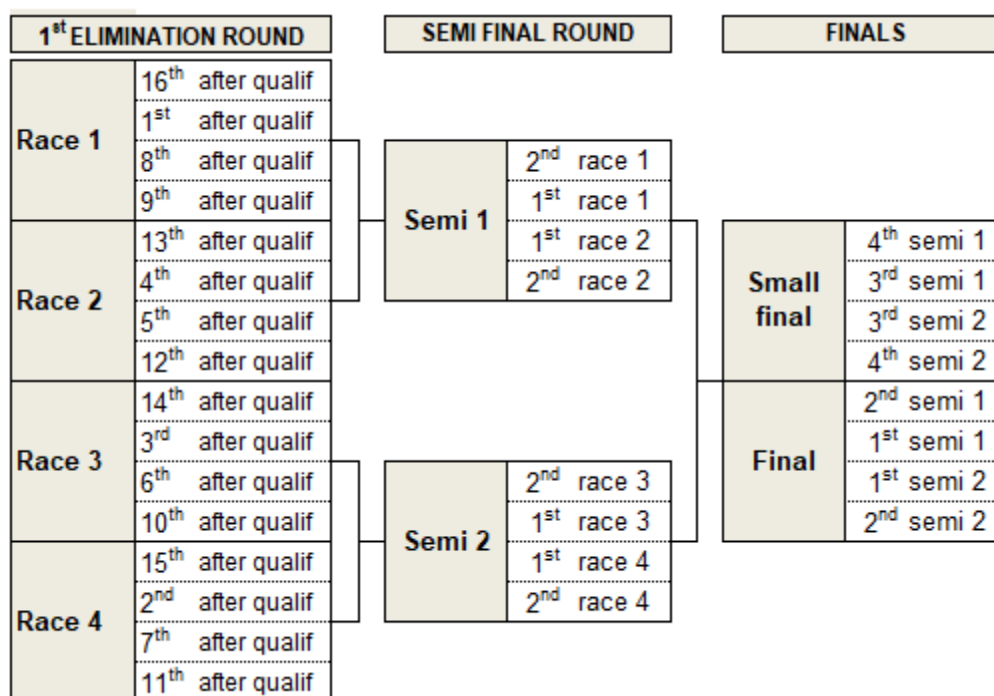 1st ELIMINATION ROUND
Race 1
16th after qualif
1st after qualif
8th after qualif
9th after qualif
Race 2
13th after qualif
4th after qualif
5th after qualif
12th after qualif
Race 3
14th after qualif
3rd after qualif
6th after qualif
10th after qualif
Race 4
15th after qualif
2nd after qualif
7th after qualif
11th after qualif
SEMI FINAL ROUND
Semi 1
2nd race 1
1st race 1
1st race 2
2nd race 2
Semi 2
2nd race 3
1st race 3
1st race 4
2nd race 4
FINALS
Small
final
4th semi 1
3rd semi 1
3rd semi 2
4th semi 2
Final
2nd semi 1
1st semi 1
1st semi 2
2nd semi 2